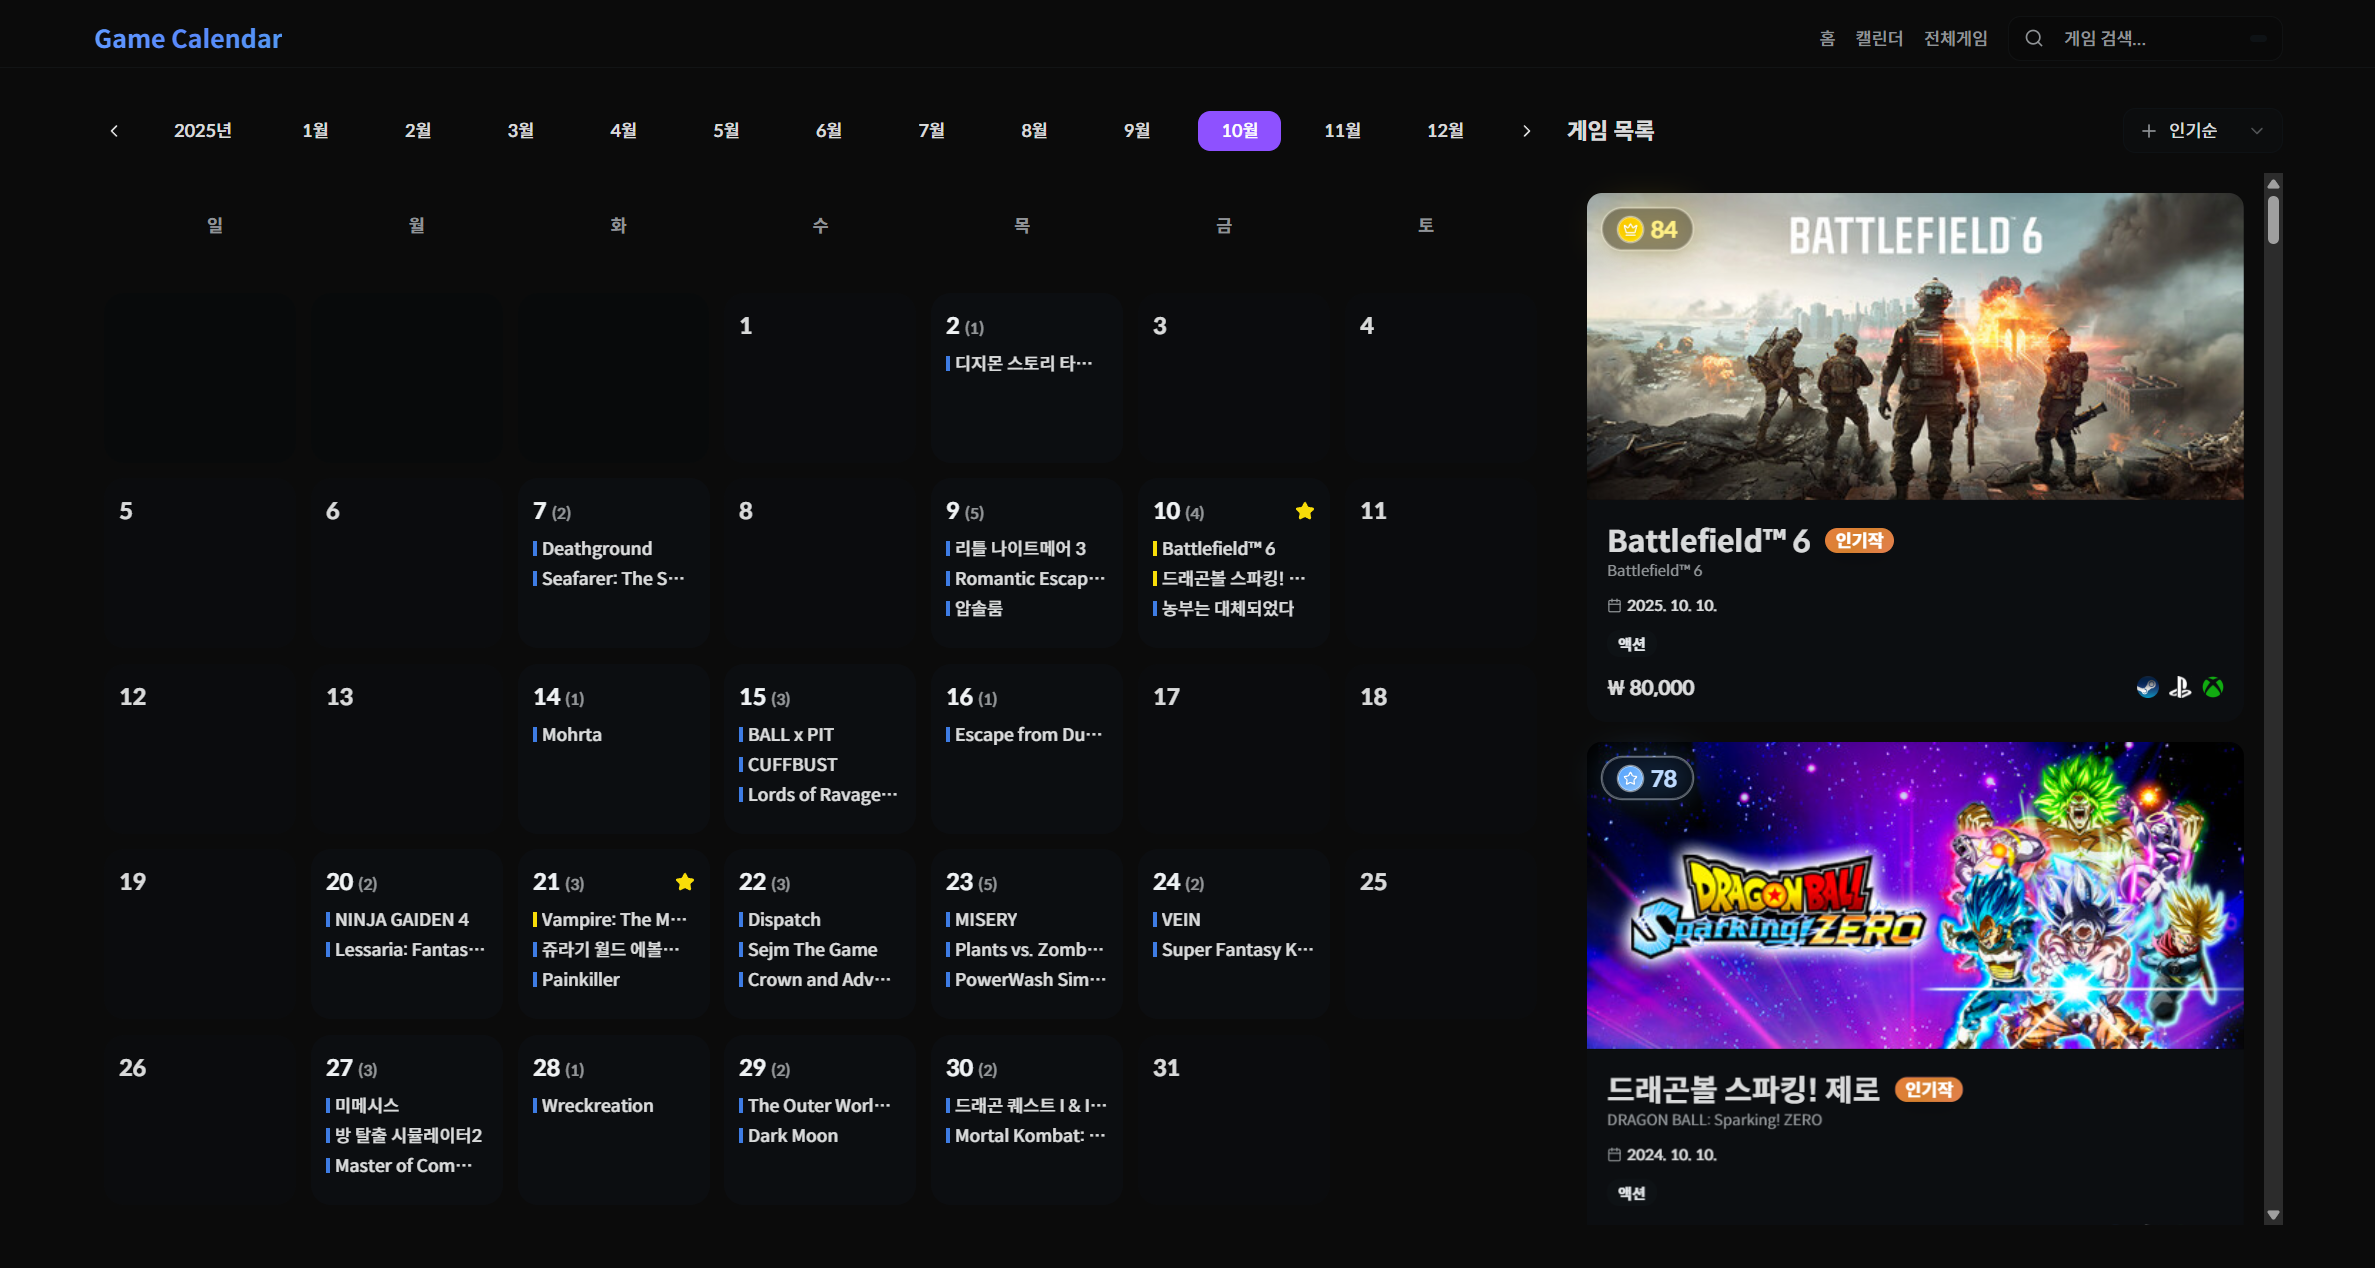 Game Calendar
홈 캘린더 전체게임 게임 검색...
2025년 1월 2월 3월 4월 5월 6월 7월 8월 9월 10월 11월 12월
게임 목록
인기순
일 월 화 수 목 금 토
1
2 (1)
디지몬 스토리 타…
3
4
5
6
7 (2)
Deathground
Seafarer: The S…
8
9 (5)
리틀 나이트메어 3
Romantic Escap…
압솔룸
10 (4)
Battlefield™ 6
드래곤볼 스파킹! …
농부는 대체되었다
11
12
13
14 (1)
Mohrta
15 (3)
BALL x PIT
CUFFBUST
Lords of Ravage…
16 (1)
Escape from Du…
17
18
19
20 (2)
NINJA GAIDEN 4
Lessaria: Fantas…
21 (3)
Vampire: The M…
쥬라기 월드 에볼…
Painkiller
22 (3)
Dispatch
Sejm The Game
Crown and Adv…
23 (5)
MISERY
Plants vs. Zomb…
PowerWash Sim…
24 (2)
VEIN
Super Fantasy K…
25
26
27 (3)
미메시스
방 탈출 시뮬레이터2
Master of Com…
28 (1)
Wreckreation
29 (2)
The Outer Worl…
Dark Moon
30 (2)
드래곤 퀘스트 I & I…
Mortal Kombat: …
31
84
BATTLEFIELD™ 6
Battlefield™ 6 인기작
Battlefield™ 6
2025. 10. 10.
액션
₩ 80,000
78
DRAGON BALL
Sparking! ZERO
드래곤볼 스파킹! 제로 인기작
DRAGON BALL: Sparking! ZERO
2024. 10. 10.
액션